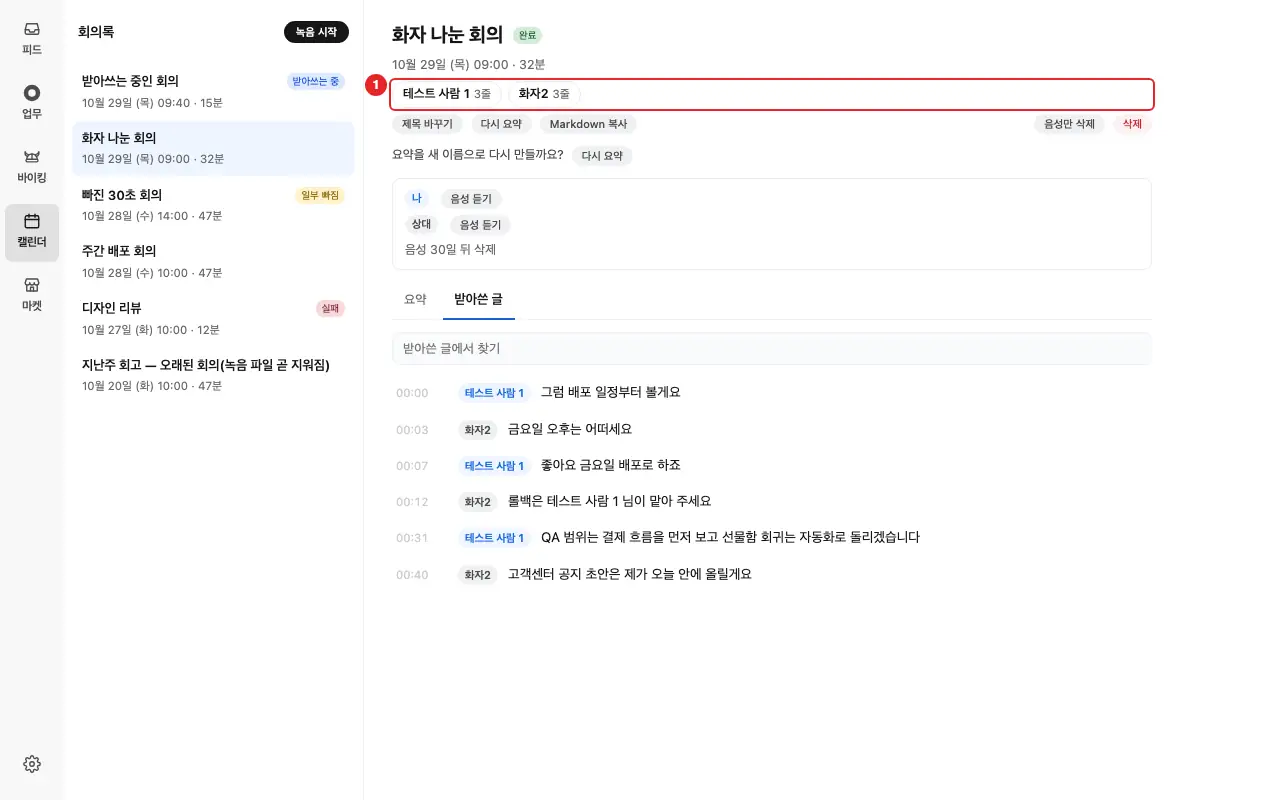 피드
업무
바이킹
캘린더
마켓
회의록
녹음 시작
받아쓰는 중인 회의
받아쓰는 중
10월 29일 (목) 09:40 · 15분
화자 나눈 회의
10월 29일 (목) 09:00 · 32분
빠진 30초 회의
일부 빠짐
10월 28일 (수) 14:00 · 47분
주간 배포 회의
10월 28일 (수) 10:00 · 47분
디자인 리뷰
실패
10월 27일 (화) 10:00 · 12분
지난주 회고 — 오래된 회의(녹음 파일 곧 지워짐)
10월 20일 (화) 10:00 · 47분
화자 나눈 회의 완료
10월 29일 (목) 09:00 · 32분
1
테스트 사람 1 3줄 화자2 3줄
제목 바꾸기 다시 요약 Markdown 복사 음성만 삭제 삭제
요약을 새 이름으로 다시 만들까요? 다시 요약
나 음성 듣기
상대 음성 듣기
음성 30일 뒤 삭제
요약 받아쓴 글
받아쓴 글에서 찾기
00:00 테스트 사람 1 그럼 배포 일정부터 볼게요
00:03 화자2 금요일 오후는 어떠세요
00:07 테스트 사람 1 좋아요 금요일 배포로 하죠
00:12 화자2 롤백은 테스트 사람 1 님이 맡아 주세요
00:31 테스트 사람 1 QA 범위는 결제 흐름을 먼저 보고 선물함 회귀는 자동화로 돌리겠습니다
00:40 화자2 고객센터 공지 초안은 제가 오늘 안에 올릴게요